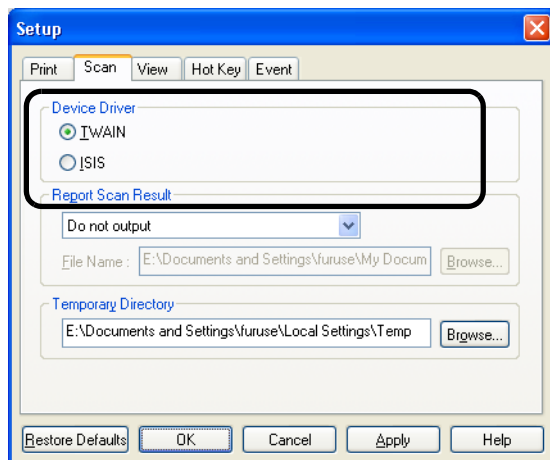 Setup
Print Scan View Hot Key Event
Device Driver
TWAIN
ISIS
Report Scan Result
Do not output
File Name : E:\Documents and Settings\furuse\My Docum Browse...
Temporary Directory
E:\Documents and Settings\furuse\Local Settings\Temp Browse...
Restore Defaults OK Cancel Apply Help